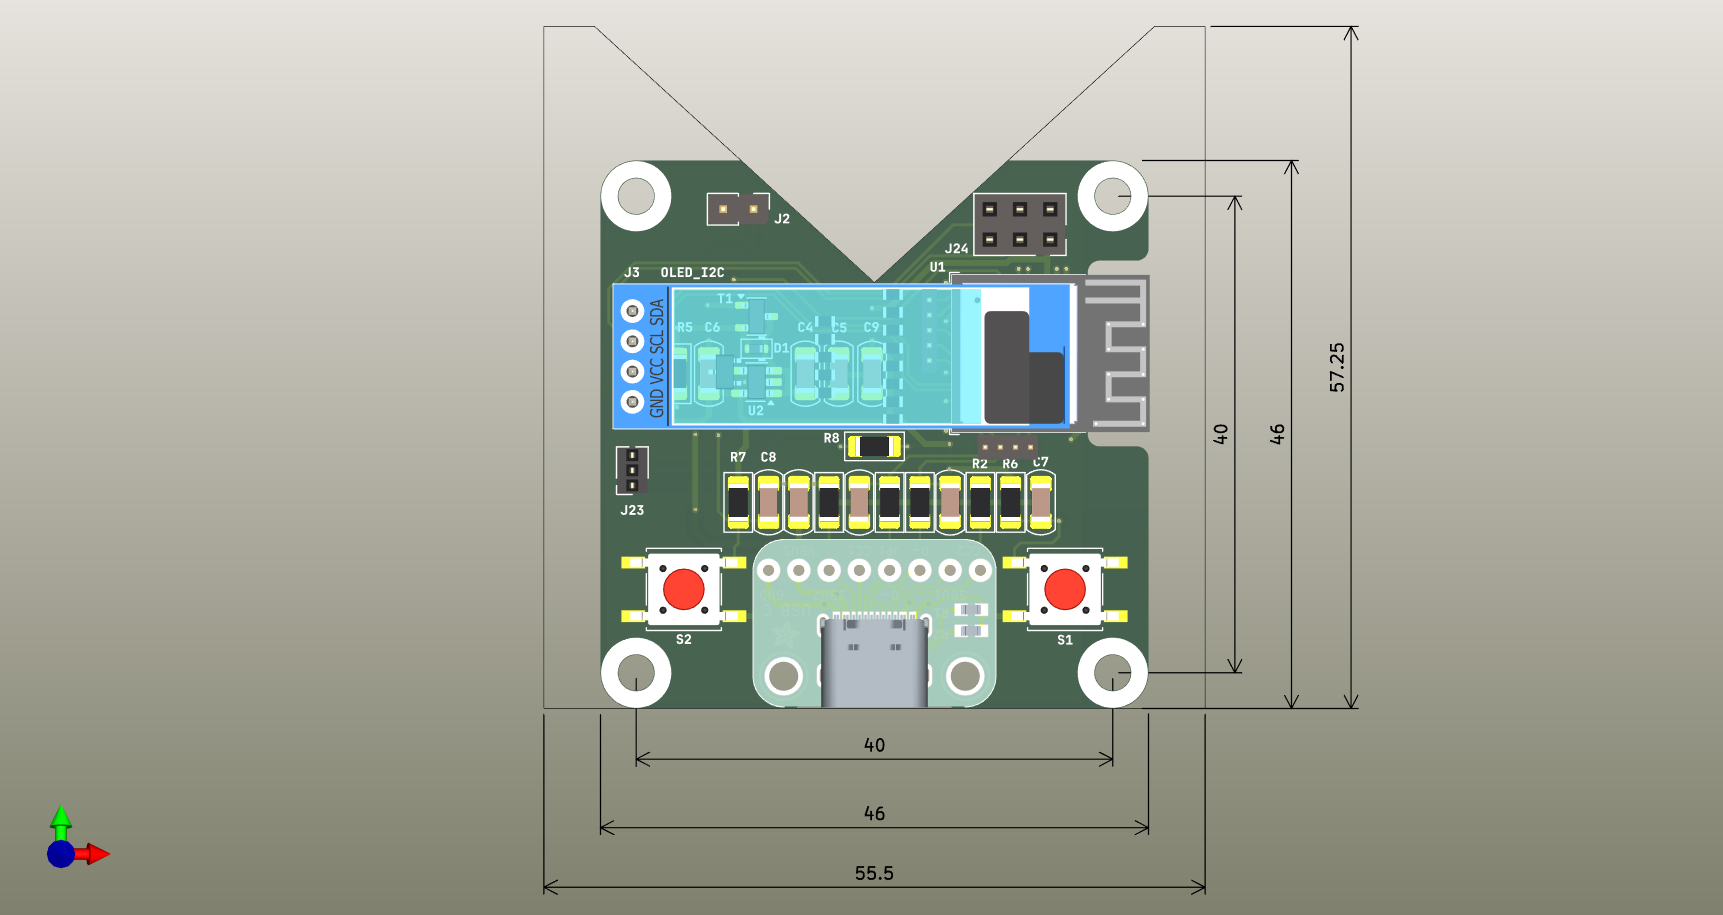 J2
J24
U1
J3 OLED_I2C
T1
R5 C6 C4 C5 C9
D1
U2
GND VCC SCL SDA
R8
R7 C8 R2 R6 C7
J23
S2 S1
57.25
46
40
40
46
55.5